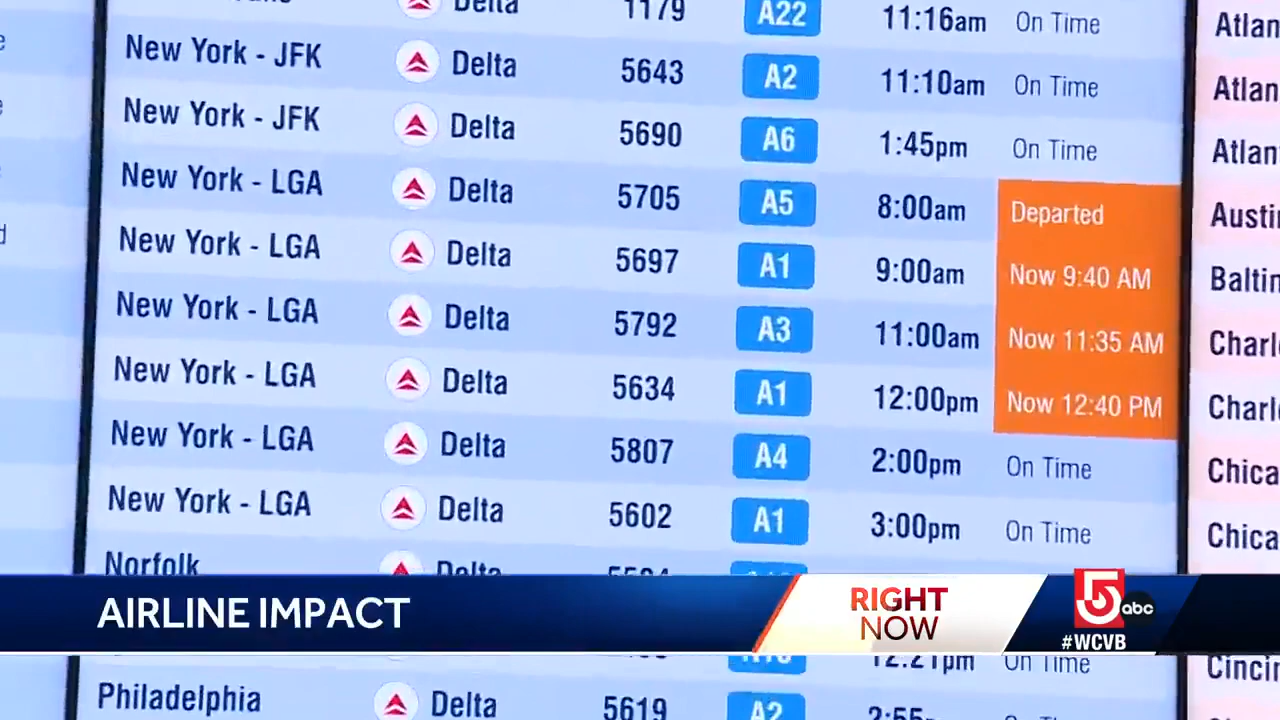 Delta 1179 A22 11:16am On Time
New York - JFK Delta 5643 A2 11:10am On Time
New York - JFK Delta 5690 A6 1:45pm On Time
New York - LGA Delta 5705 A5 8:00am Departed
New York - LGA Delta 5697 A1 9:00am Now 9:40 AM
New York - LGA Delta 5792 A3 11:00am Now 11:35 AM
New York - LGA Delta 5634 A1 12:00pm Now 12:40 PM
New York - LGA Delta 5807 A4 2:00pm On Time
New York - LGA Delta 5602 A1 3:00pm On Time
Norfolk Delta
12:21pm On Time
Philadelphia Delta 5619 A2 2:55pm
Atlan
Atlan
Atlan
Austi
Baltin
Charl
Charl
Chica
Chica
Cincin
AIRLINE IMPACT
RIGHT NOW
5 abc
#WCVB